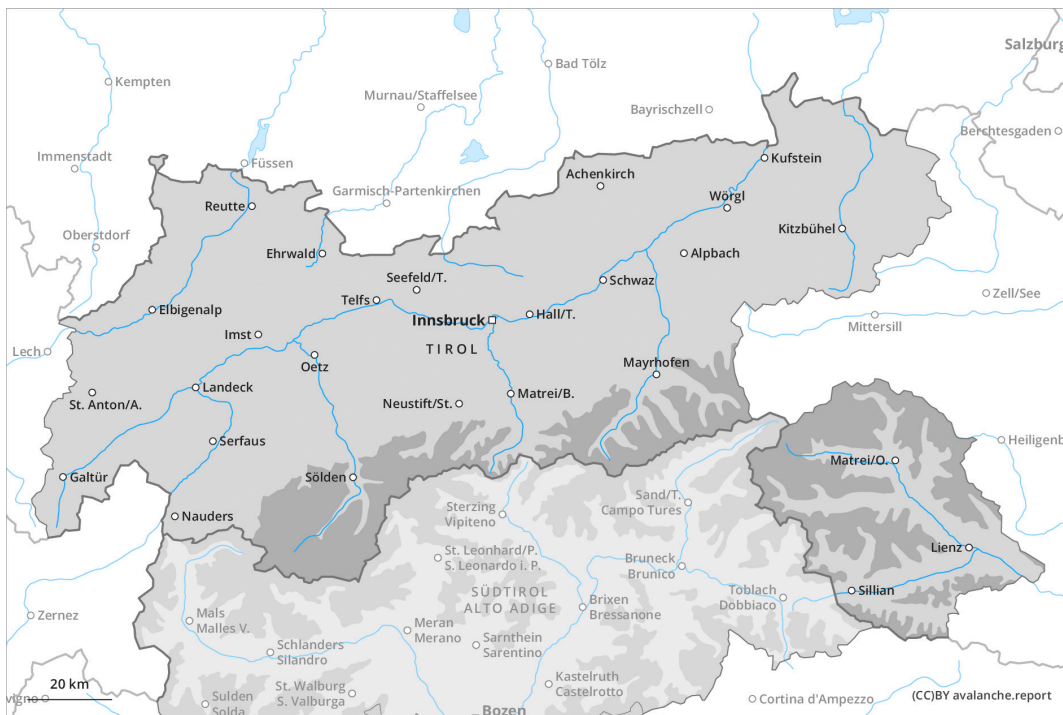 Salzburg
Bad Tölz
Kempten
Murnau/Staffelsee
Bayrischzell
Berchtesgaden
Immenstadt
Füssen
Kufstein
Achenkirch
Garmisch-Partenkirchen
Reutte
Wörgl
Oberstdorf
Kitzbühel
Ehrwald
Alpbach
Seefeld/T.
Schwaz
Zell/See
Telfs
Elbigenalp
Innsbruck
Hall/T.
Mittersill
Imst
TIROL
Lech
Oetz
Mayrhofen
Landeck
Matrei/B.
St. Anton/A.
Neustift/St.
Serfaus
Heiligenb
Matrei/O.
Galtür
Sölden
Sand/T.
Campo Tures
Sterzing
Vipiteno
Nauders
Lienz
St. Leonhard/P.
S. Leonardo i. P.
Bruneck
Brunico
SÜDTIROL
ALTO ADIGE
Toblach
Dobbiaco
Sillian
Brixen
Bressanone
Zernez
Mals
Malles V.
Meran
Merano
Sarnthein
Sarentino
Schlanders
Silandro
Kastelruth
Castelrotto
20 km
St. Walburg
S. Valburga
vigno
Sulden
Solda
Cortina d'Ampezzo
(CC)BY avalanche.report
Bozen